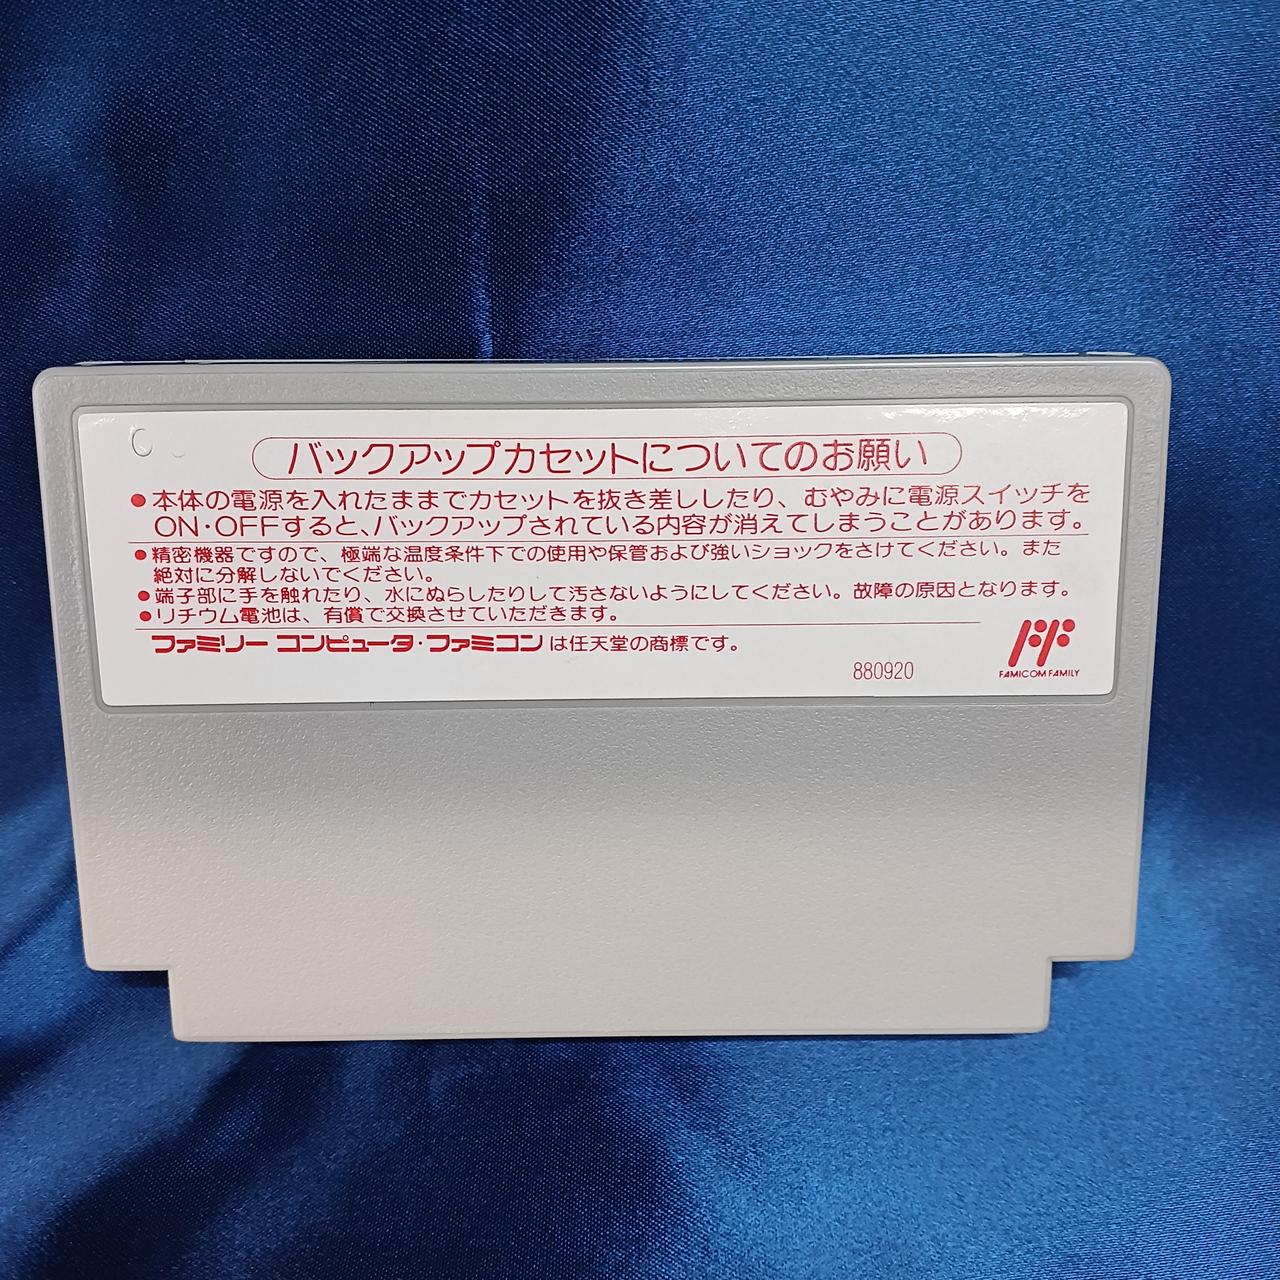 バックアップカセットについてのお願い
●本体の電源を入れたままでカセットを抜き差ししたり、むやみに電源スイッチを
ON・OFFすると、バックアップされている内容が消えてしまうことがあります。
●精密機器ですので、極端な温度条件下での使用や保管および強いショックをさけてください。また
絶対に分解しないでください。
●端子部に手を触れたり、水にぬらしたりして汚さないようにしてください。故障の原因となります。
●リチウム電池は、有償で交換させていただきます。
ファミリー コンピュータ・ファミコンは任天堂の商標です。
880920
FAMICOM FAMILY